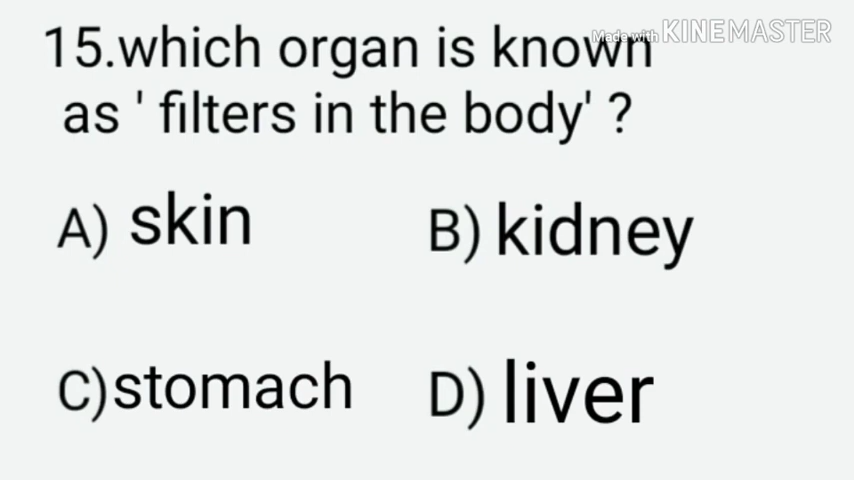 Made with KINEMASTER
15.which organ is known
as ' filters in the body' ?
A) skin
B) kidney
C)stomach
D) liver